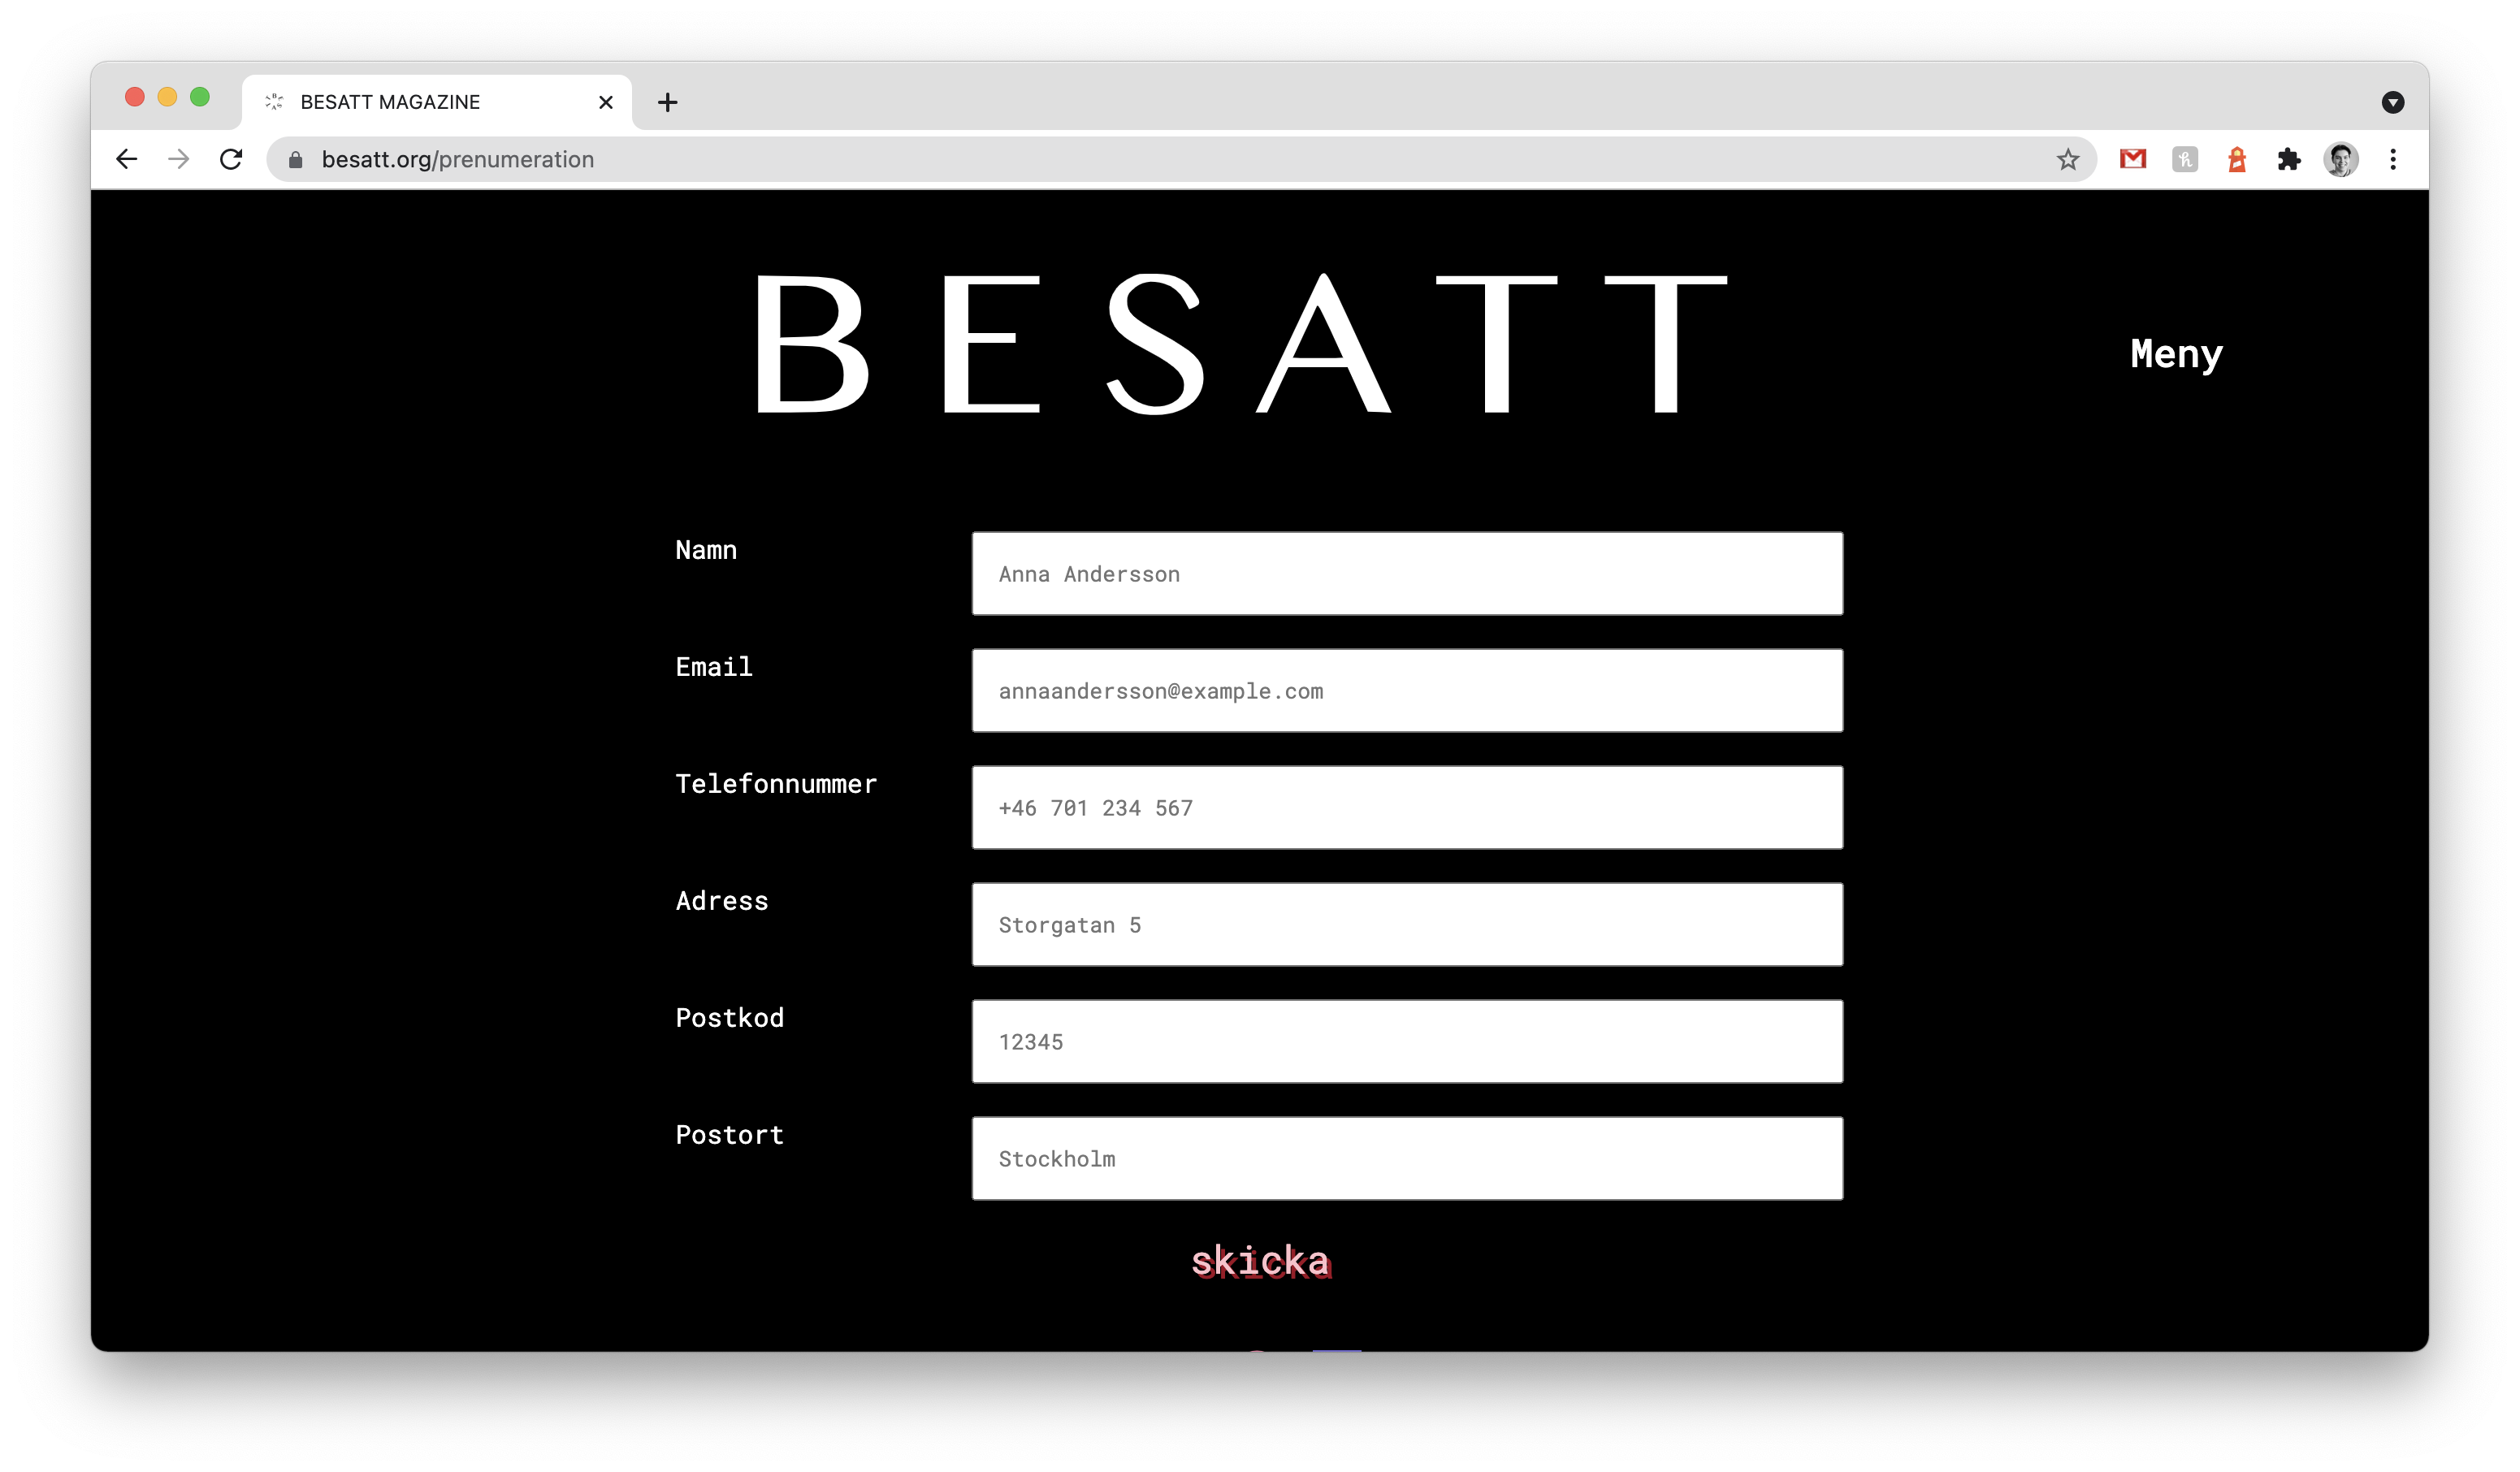 BESATT MAGAZINE
besatt.org/prenumeration
BESATT
Meny
Namn
Anna Andersson
Email
annaandersson@example.com
Telefonnummer
+46 701 234 567
Adress
Storgatan 5
Postkod
12345
Postort
Stockholm
skicka